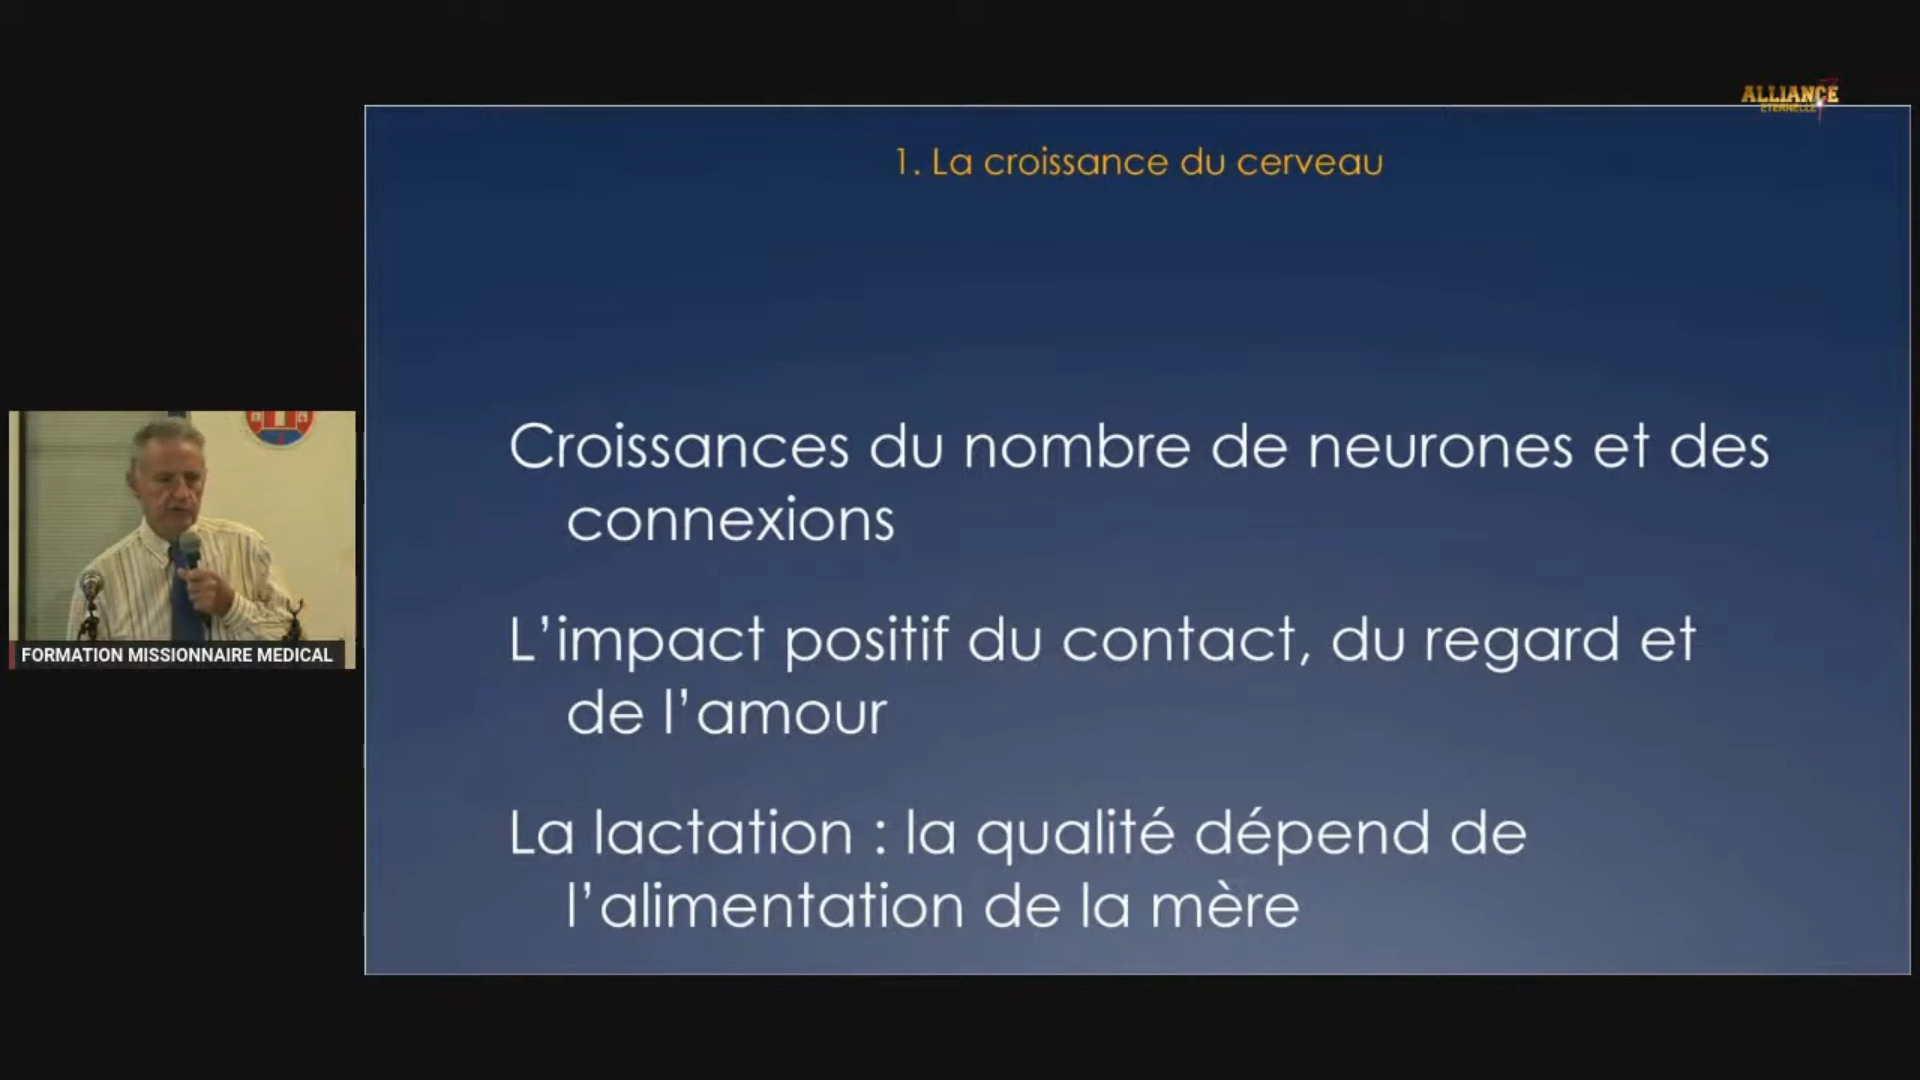 ALLIANCE
ETERNELLE
1. La croissance du cerveau
Croissances du nombre de neurones et des
connexions
L'impact positif du contact, du regard et
de l'amour
La lactation : la qualité dépend de
l'alimentation de la mère
FORMATION MISSIONNAIRE MEDICAL